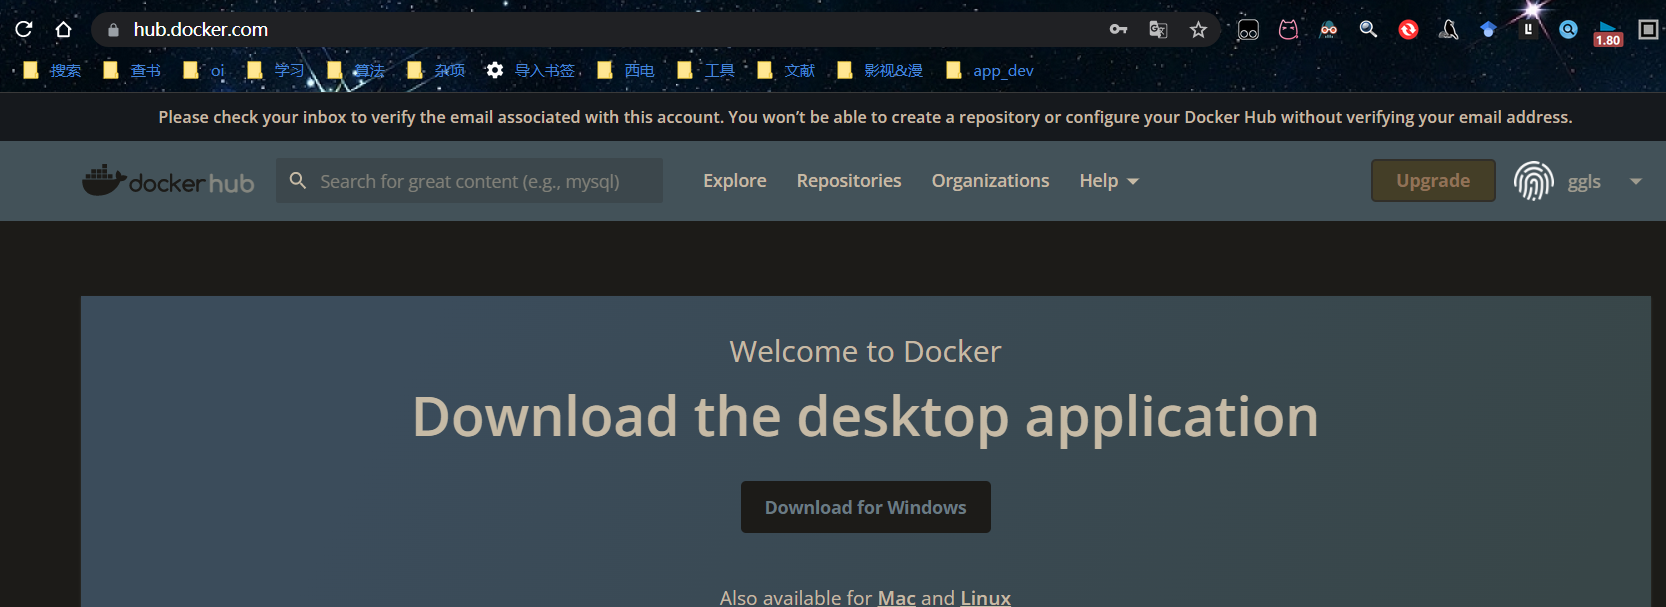 hub.docker.com
1.80
搜索 查书 oi 学习 算法 杂项 导入书签 西电 工具 文献 影视&漫 app_dev
Please check your inbox to verify the email associated with this account. You won’t be able to create a repository or configure your Docker Hub without verifying your email address.
docker hub Search for great content (e.g., mysql) Explore Repositories Organizations Help Upgrade ggls
Welcome to Docker
Download the desktop application
Download for Windows
Also available for Mac and Linux